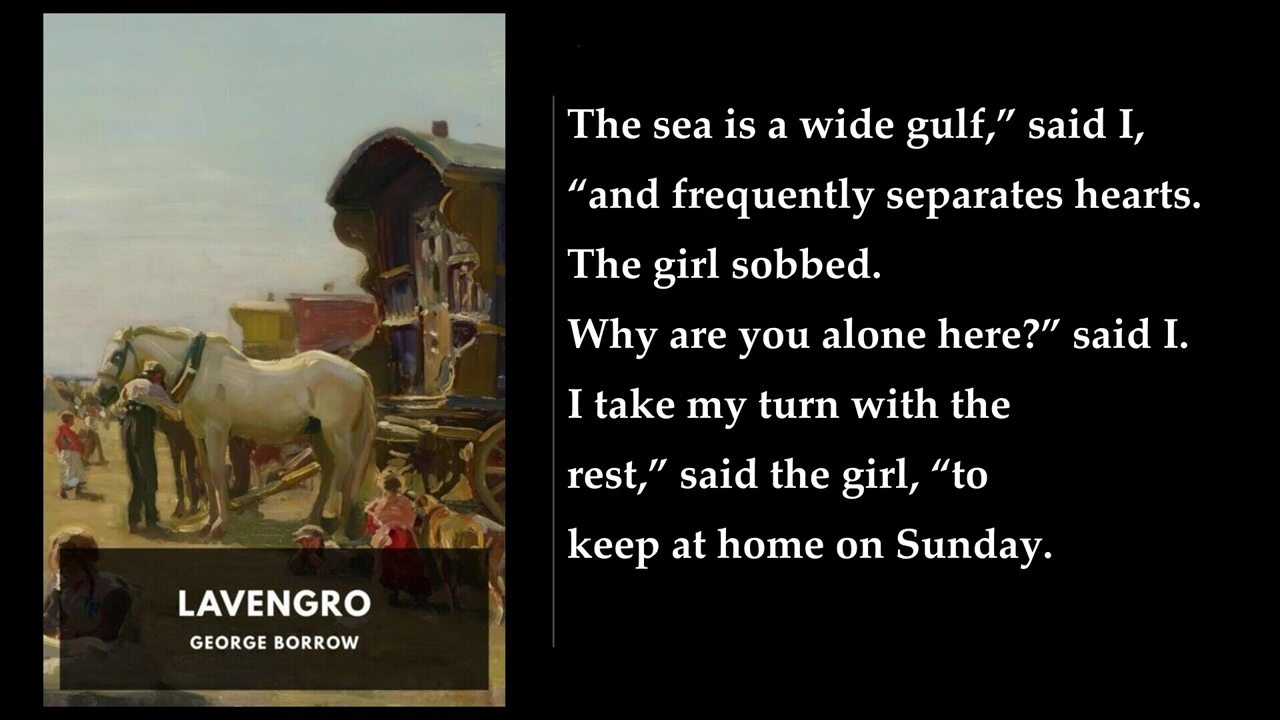 LAVENGRO
GEORGE BORROW
The sea is a wide gulf,” said I,
“and frequently separates hearts.
The girl sobbed.
Why are you alone here?” said I.
I take my turn with the
rest,” said the girl, “to
keep at home on Sunday.